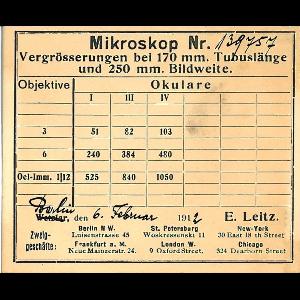 Mikroskop Nr. 139757
Vergrösserungen bei 170 mm. Tubuslänge
und 250 mm. Bildweite.
Objektive Okulare
I III IV
3 51 82 103
6 240 384 480
Oel-Imm. 1|12 525 840 1050
Berlin
Wetzlar, den 6. Februar 1912 E. Leitz.
Zweig-
geschäfte:
Berlin N W. St. Petersburg New-York
Luisenstrasse 45 Woskressenski 11 30 East 18 th Street
Frankfurt a. M. London W. Chicago
Neue Mainzerstr. 24 9 Oxford Street. 324 Dearborn Street